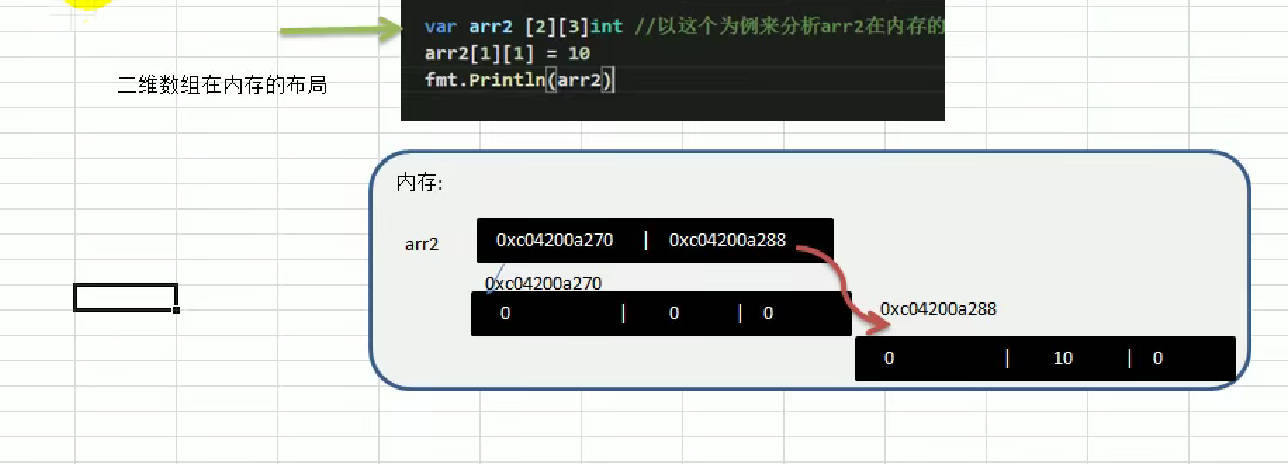 var arr2 [2][3]int //以这个为例来分析arr2在内存的
arr2[1][1] = 10
fmt.Println(arr2)
二维数组在内存的布局
内存:
arr2
0xc04200a270 | 0xc04200a288
0xc04200a270
0 | 0 | 0
0xc04200a288
0 | 10 | 0